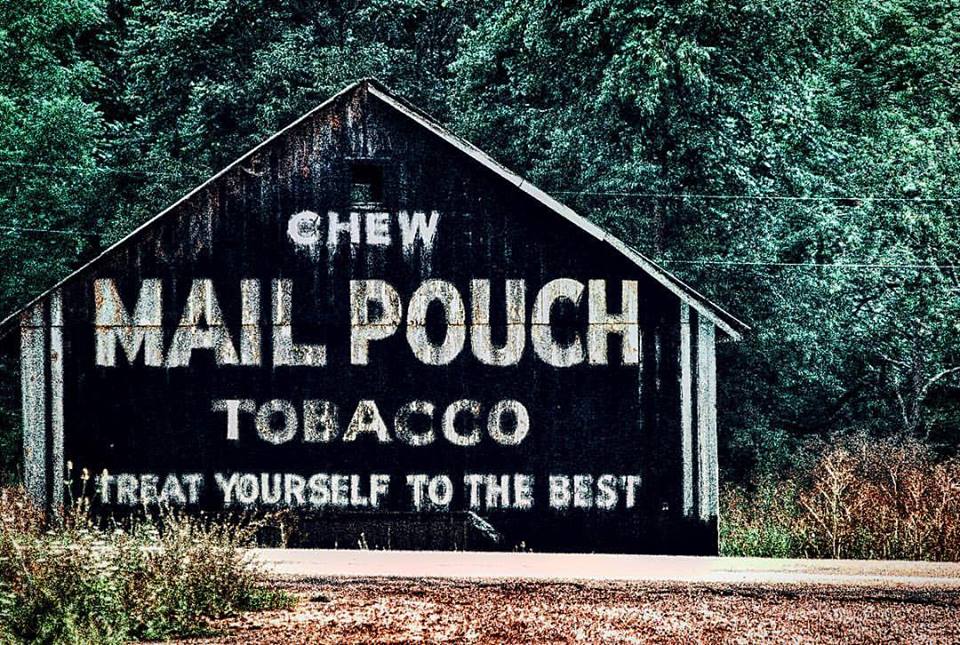 CHEW
MAIL POUCH
TOBACCO
TREAT YOURSELF TO THE BEST